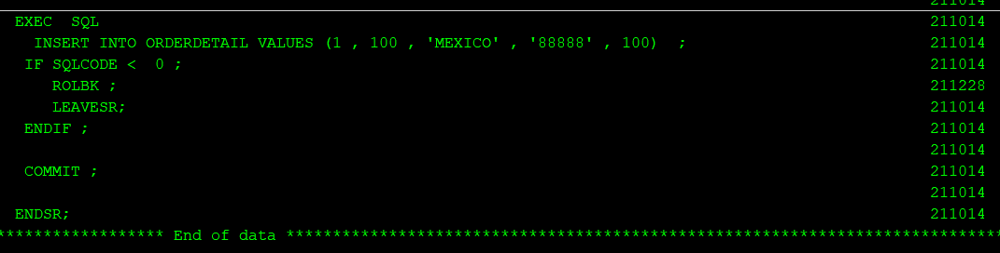 211014
EXEC  SQL 211014
INSERT INTO ORDERDETAIL VALUES (1 , 100 , 'MEXICO' , '88888' , 100)  ; 211014
IF SQLCODE <  0 ; 211014
ROLBK ; 211228
LEAVESR; 211014
ENDIF ; 211014
211014
COMMIT ; 211014
211014
ENDSR; 211014
****************** End of data *****************************************************************************